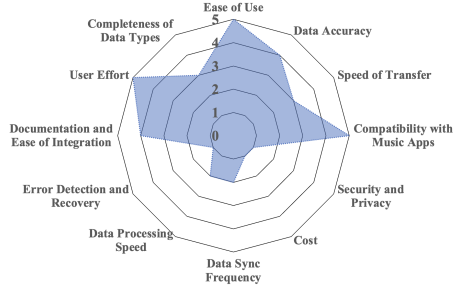 Ease of Use
Completeness of
Data Types
Data Accuracy
User Effort
Speed of Transfer
5
4
3
2
1
0
Documentation and
Ease of Integration
Compatibility with
Music Apps
Error Detection and
Recovery
Security and
Privacy
Data Processing
Speed
Cost
Data Sync
Frequency